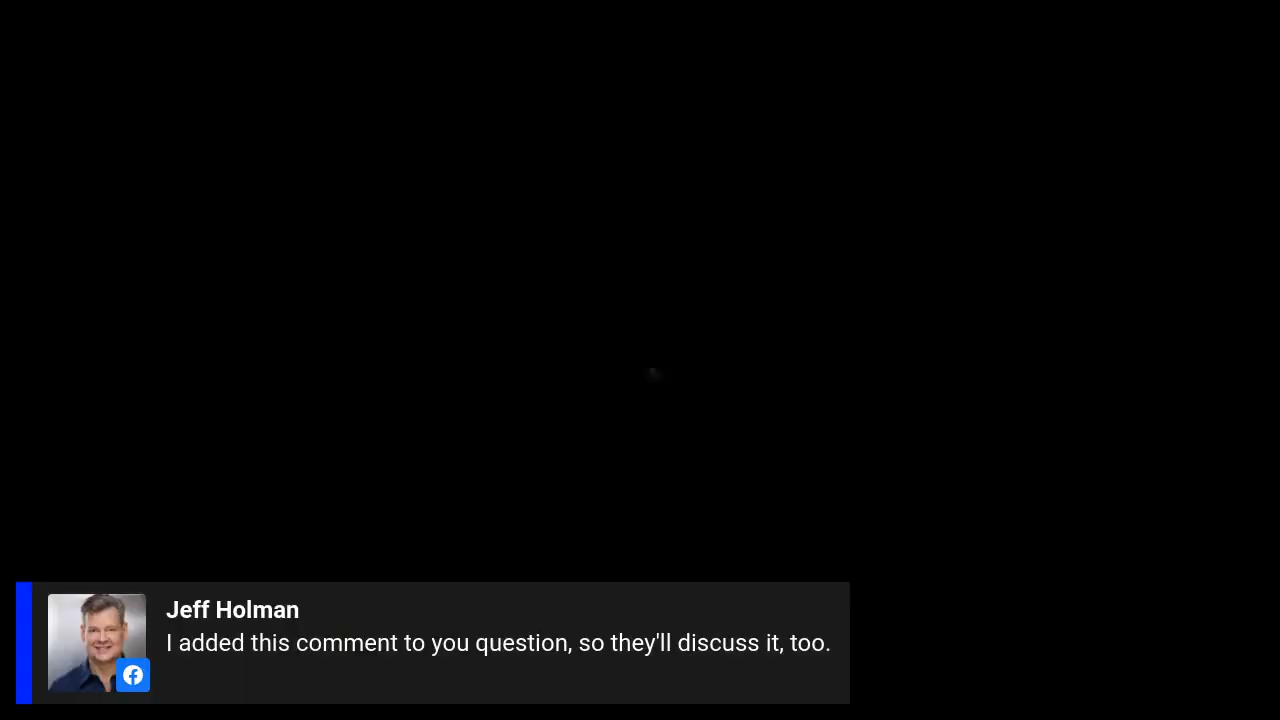 Jeff Holman
I added this comment to you question, so they'll discuss it, too.